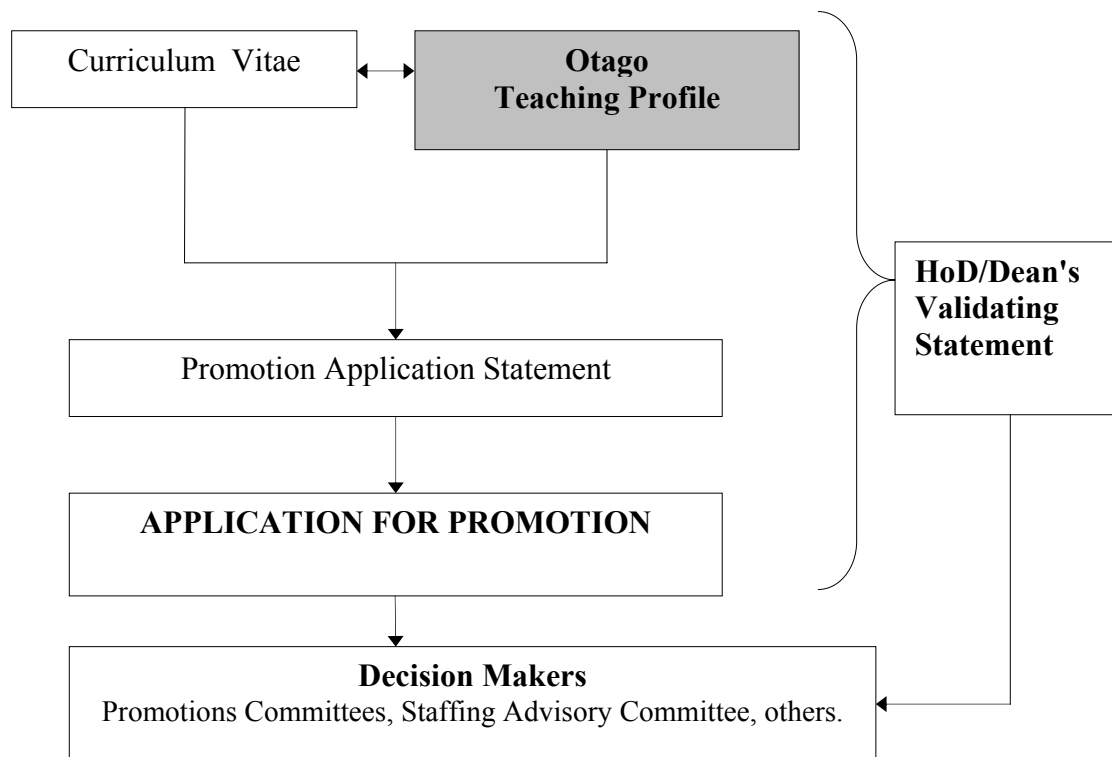 Curriculum Vitae
Otago
Teaching Profile
HoD/Dean's
Validating
Statement
Promotion Application Statement
APPLICATION FOR PROMOTION
Decision Makers
Promotions Committees, Staffing Advisory Committee, others.